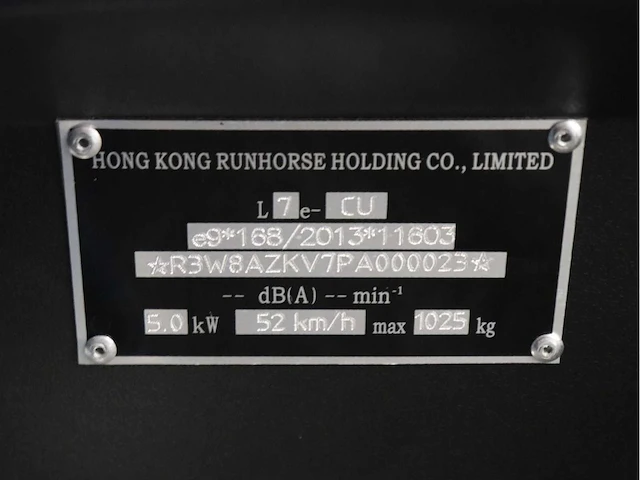 HONG KONG RUNHORSE HOLDING CO., LIMITED
L 7 e- CU
e9*168/2013*11603
☆R3W8AZKV7PA000023☆
-- dB(A) -- min⁻¹
5.0 kW 52 km/h max 1025 kg